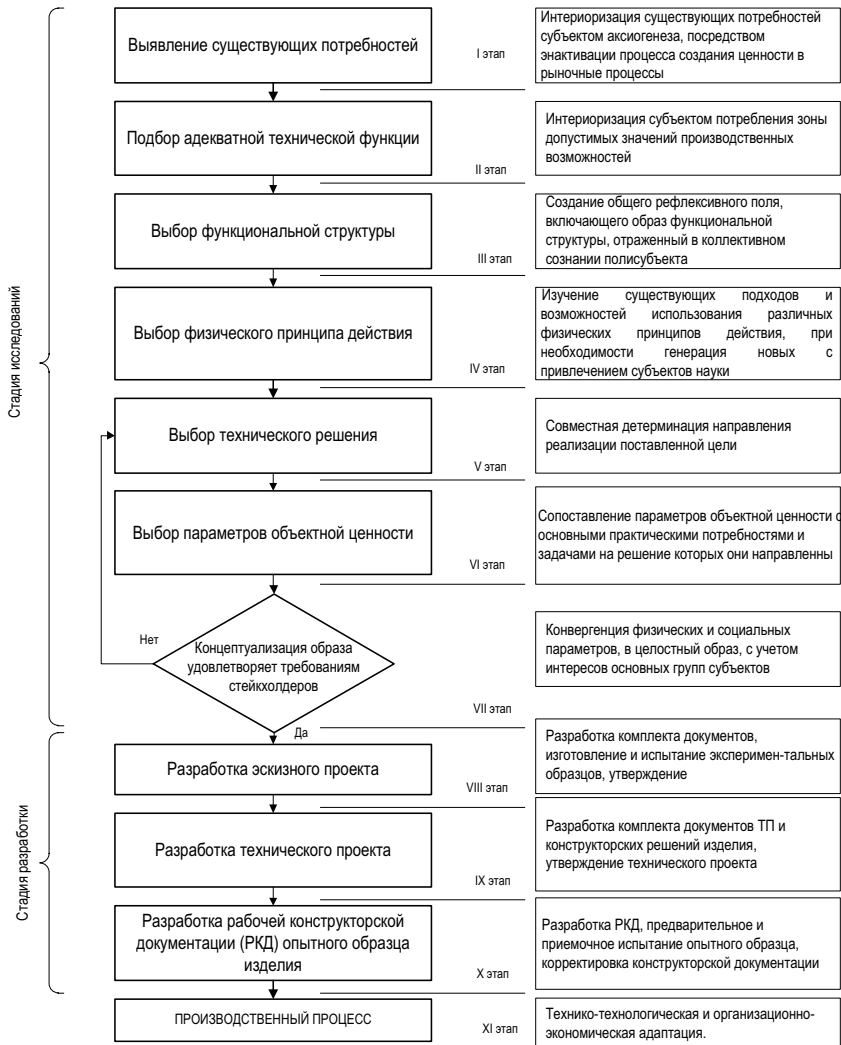 Выявление существующих потребностей
I этап
Интериоризация существующих потребностей
субъектом аксиогенеза, посредством
энактивации процесса создания ценности в
рыночные процессы
Подбор адекватной технической функции
II этап
Интериоризация субъектом потребления зоны
допустимых значений производственных
возможностей
Выбор функциональной структуры
III этап
Создание общего рефлексивного поля,
включающего образ функциональной
структуры, отраженный в коллективном
сознании полисубъекта
Выбор физического принципа действия
IV этап
Изучение существующих подходов и
возможностей использования различных
физических принципов действия, при
необходимости генерация новых с
привлечением субъектов науки
Стадия исследований
Выбор технического решения
V этап
Совместная детерминация направления
реализации поставленной цели
Выбор параметров объектной ценности
VI этап
Сопоставление параметров объектной ценности с
основными практическими потребностями и
задачами на решение которых они направленны
Нет
Концептуализация образа
удовлетворяет требованиям
стейкхолдеров
Да
VII этап
Конвергенция физических и социальных
параметров, в целостный образ, с учетом
интересов основных групп субъектов
Разработка эскизного проекта
VIII этап
Разработка комплекта документов,
изготовление и испытание эксперимен-тальных
образцов, утверждение
Стадия разработки
Разработка технического проекта
IX этап
Разработка комплекта документов ТП и
конструкторских решений изделия,
утверждение технического проекта
Разработка рабочей конструкторской
документации (РКД) опытного образца
изделия
X этап
Разработка РКД, предварительное и
приемочное испытание опытного образца,
корректировка конструкторской документации
ПРОИЗВОДСТВЕННЫЙ ПРОЦЕСС
XI этап
Технико-технологическая и организационно-
экономическая адаптация.